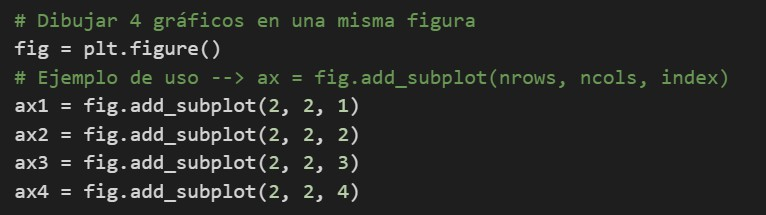 # Dibujar 4 gráficos en una misma figura
fig = plt.figure()
# Ejemplo de uso --> ax = fig.add_subplot(nrows, ncols, index)
ax1 = fig.add_subplot(2, 2, 1)
ax2 = fig.add_subplot(2, 2, 2)
ax3 = fig.add_subplot(2, 2, 3)
ax4 = fig.add_subplot(2, 2, 4)